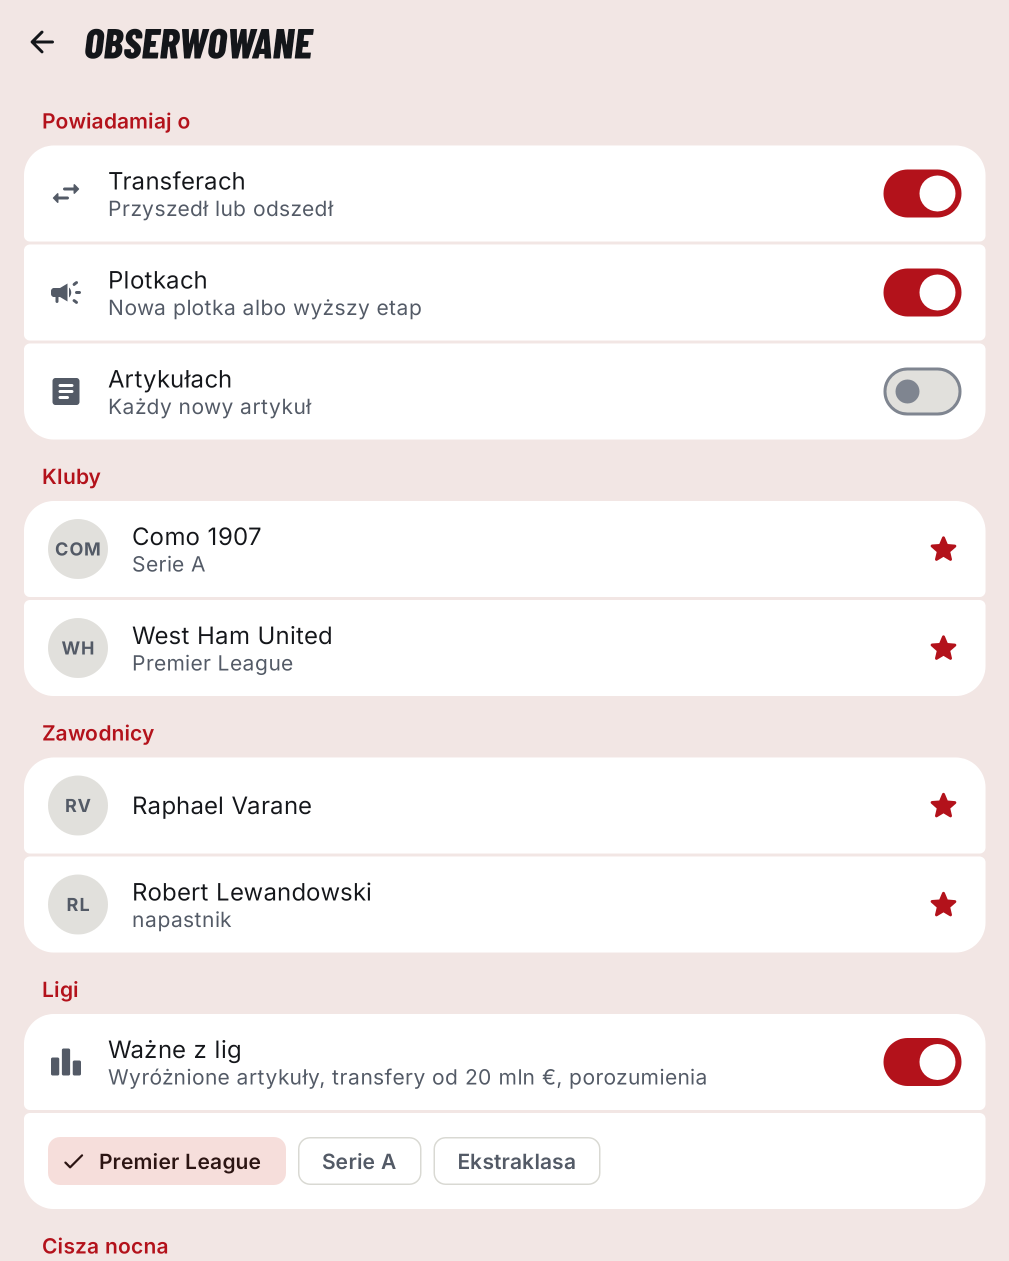 OBSERWOWANE
Powiadamiaj o
Transferach
Przyszedł lub odszedł
Plotkach
Nowa plotka albo wyższy etap
Artykułach
Każdy nowy artykuł
Kluby
COM
Como 1907
Serie A
WH
West Ham United
Premier League
Zawodnicy
RV
Raphael Varane
RL
Robert Lewandowski
napastnik
Ligi
Ważne z lig
Wyróżnione artykuły, transfery od 20 mln €, porozumienia
Premier League
Serie A
Ekstraklasa
Cisza nocna